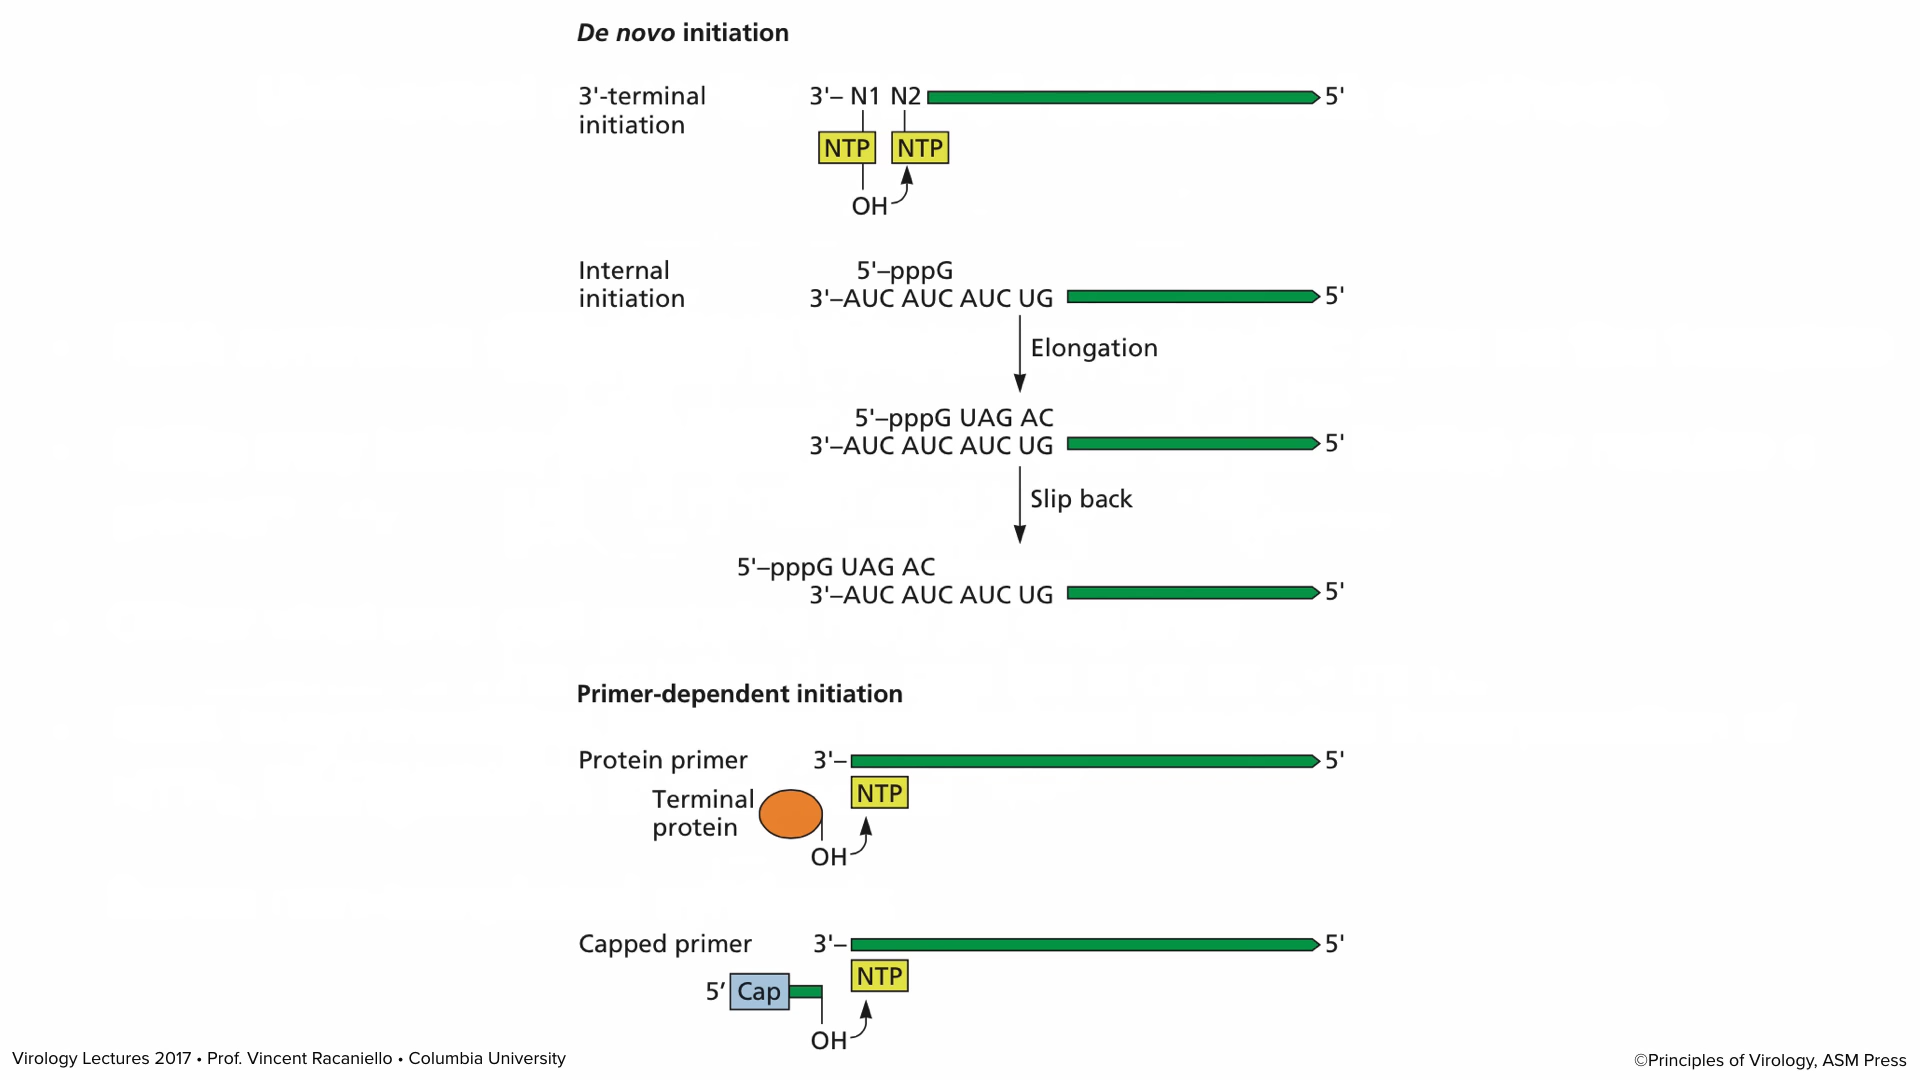 De novo initiation
3'-terminal
initiation
3'– N1 N2
5'
NTP
NTP
OH
Internal
initiation
5'–pppG
3'–AUC AUC AUC UG
5'
Elongation
5'–pppG UAG AC
3'–AUC AUC AUC UG
5'
Slip back
5'–pppG UAG AC
3'–AUC AUC AUC UG
5'
Primer-dependent initiation
Protein primer
3'–
5'
NTP
Terminal
protein
OH
Capped primer
3'–
5'
NTP
5′
Cap
OH
Virology Lectures 2017 • Prof. Vincent Racaniello • Columbia University
©Principles of Virology, ASM Press